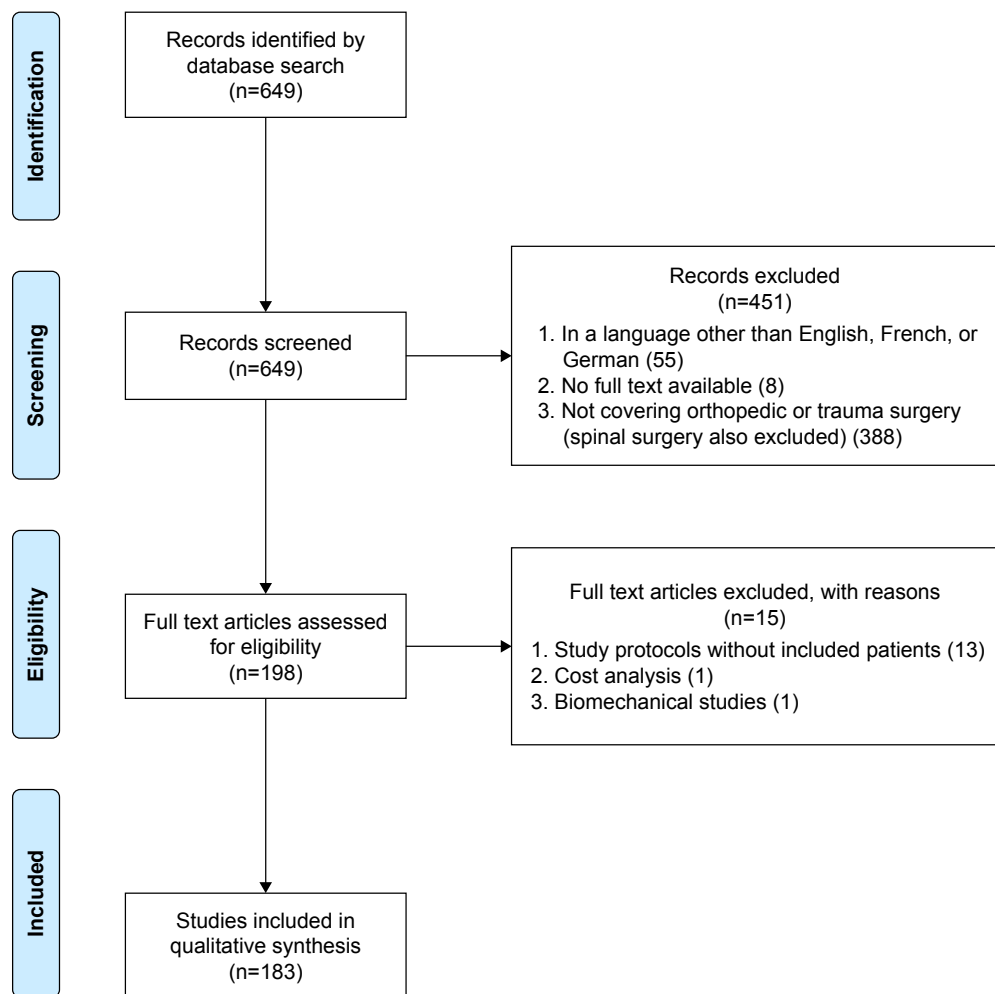 Identification
Records identified by
database search
(n=649)
Screening
Records screened
(n=649)
Records excluded
(n=451)
1. In a language other than English, French, or
German (55)
2. No full text available (8)
3. Not covering orthopedic or trauma surgery
(spinal surgery also excluded) (388)
Eligibility
Full text articles assessed
for eligibility
(n=198)
Full text articles excluded, with reasons
(n=15)
1. Study protocols without included patients (13)
2. Cost analysis (1)
3. Biomechanical studies (1)
Included
Studies included in
qualitative synthesis
(n=183)